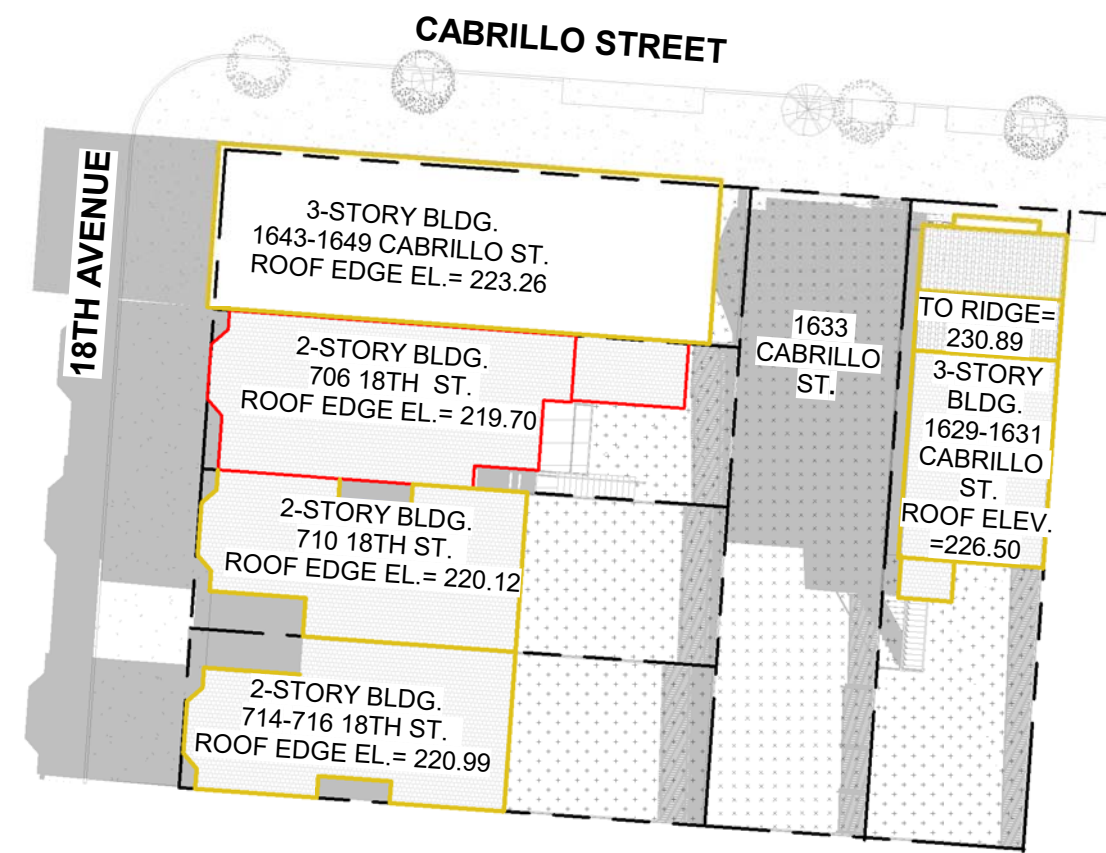 CABRILLO STREET
18TH AVENUE
3-STORY BLDG.
1643-1649 CABRILLO ST.
ROOF EDGE EL.= 223.26
2-STORY BLDG.
706 18TH ST.
ROOF EDGE EL.= 219.70
2-STORY BLDG.
710 18TH ST.
ROOF EDGE EL.= 220.12
2-STORY BLDG.
714-716 18TH ST.
ROOF EDGE EL.= 220.99
1633
CABRILLO
ST.
TO RIDGE=
230.89
3-STORY
BLDG.
1629-1631
CABRILLO
ST.
ROOF ELEV.
=226.50